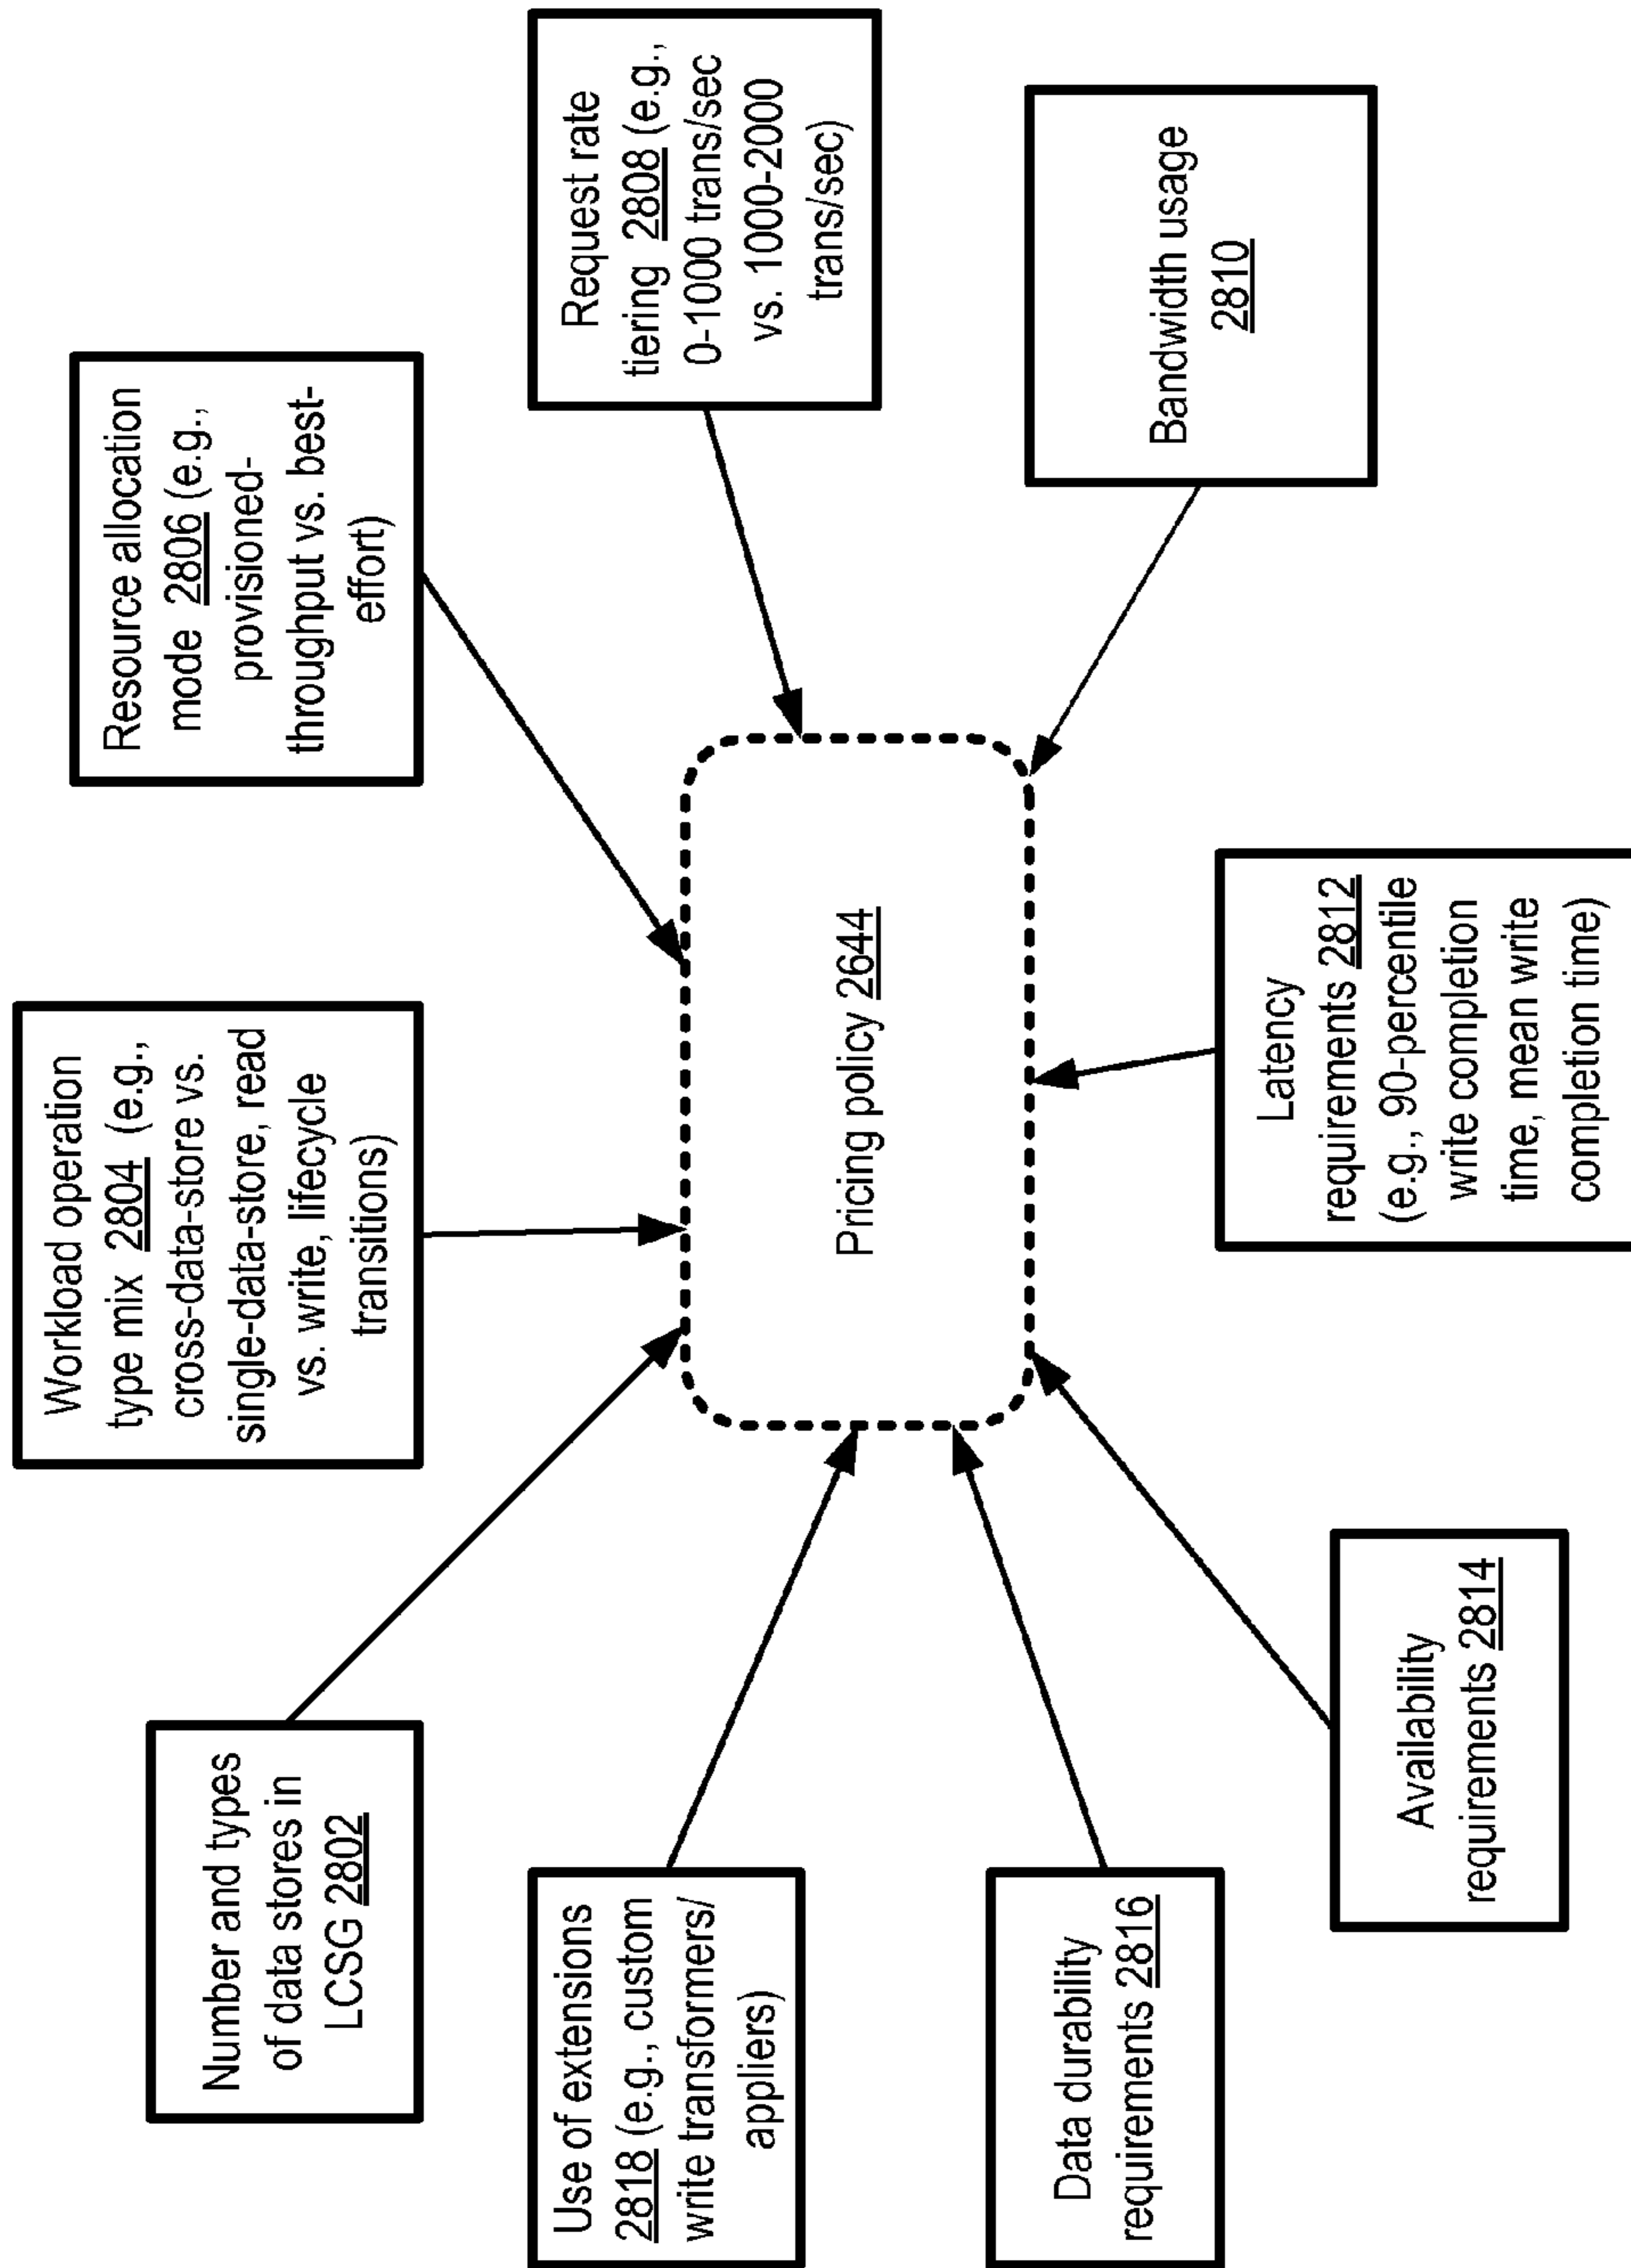 Number and types
of data stores in
LCSG 2802
Workload operation
type mix 2804 (e.g.,
cross-data-store vs.
single-data-store, read
vs. write, lifecycle
transitions)
Resource allocation
mode 2806 (e.g.,
provisioned-
throughput vs. best-
effort)
Request rate
tiering 2808 (e.g.,
0-1000 trans/sec
vs. 1000-2000
trans/sec)
Use of extensions
2818 (e.g., custom
write transformers/
appliers)
Pricing policy 2644
Bandwidth usage
2810
Data durability
requirements 2816
Availability
requirements 2814
Latency
requirements 2812
(e.g., 90-percentile
write completion
time, mean write
completion time)